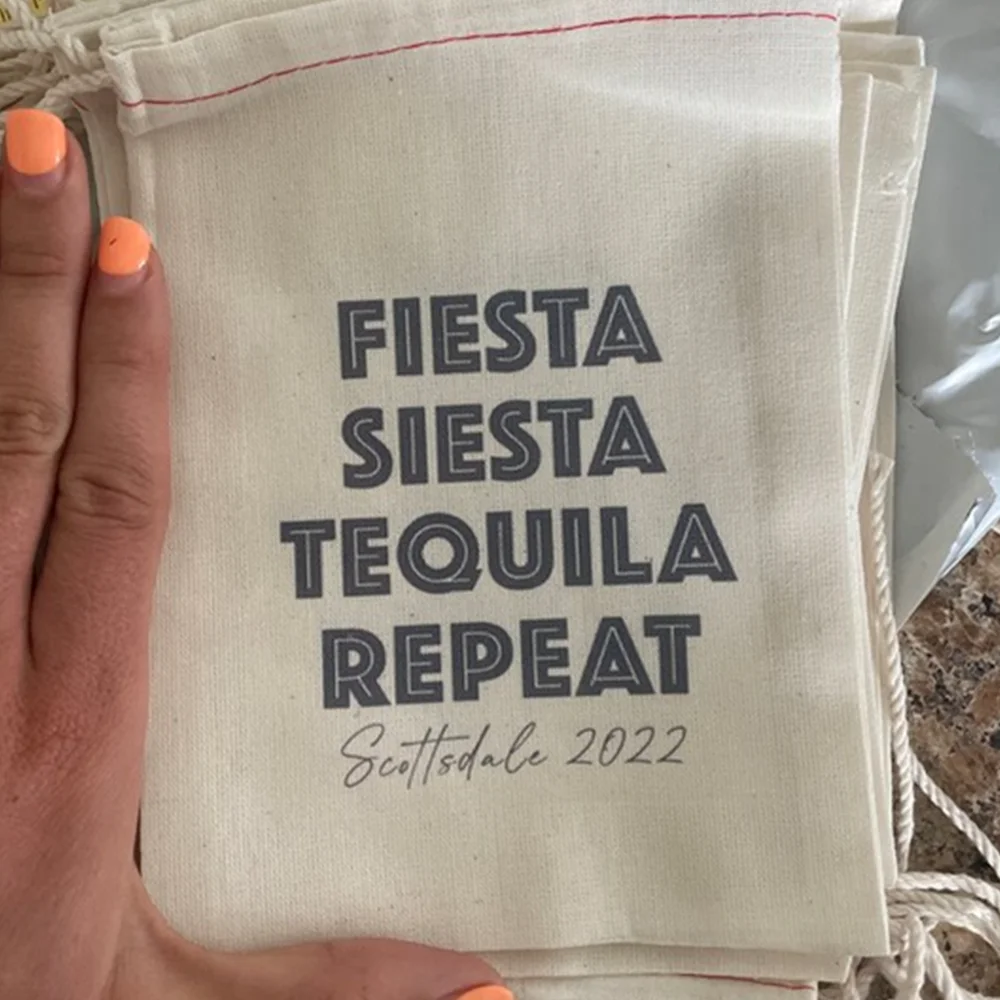 FIESTA
SIESTA
TEQUILA
REPEAT
Scottsdale 2022